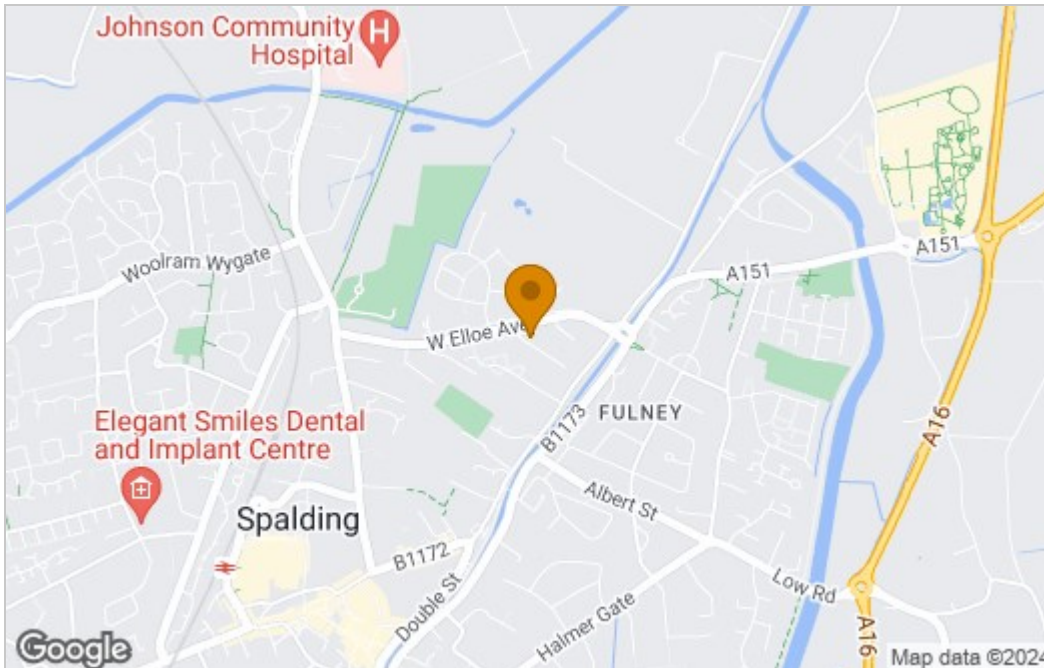 Johnson Community
Hospital
H
Woolram Wygate
A151
A151
W Elloe Ave
B1173
FULNEY
A16
Elegant Smiles Dental
and Implant Centre
Albert St
Spalding
B1172
Low Rd
Double St
Halmer Gate
A16
Google
Map data ©2024